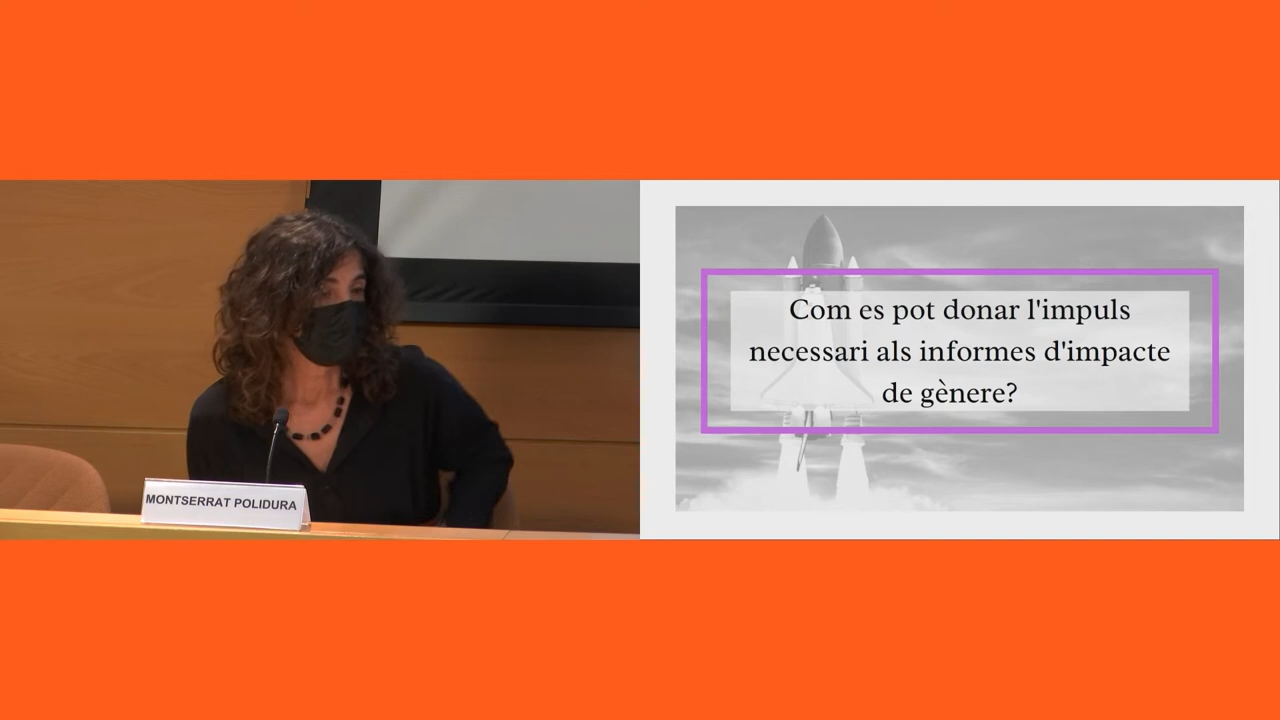 MONTSERRAT POLIDURA
Com es pot donar l'impuls
necessari als informes d'impacte
de gènere?